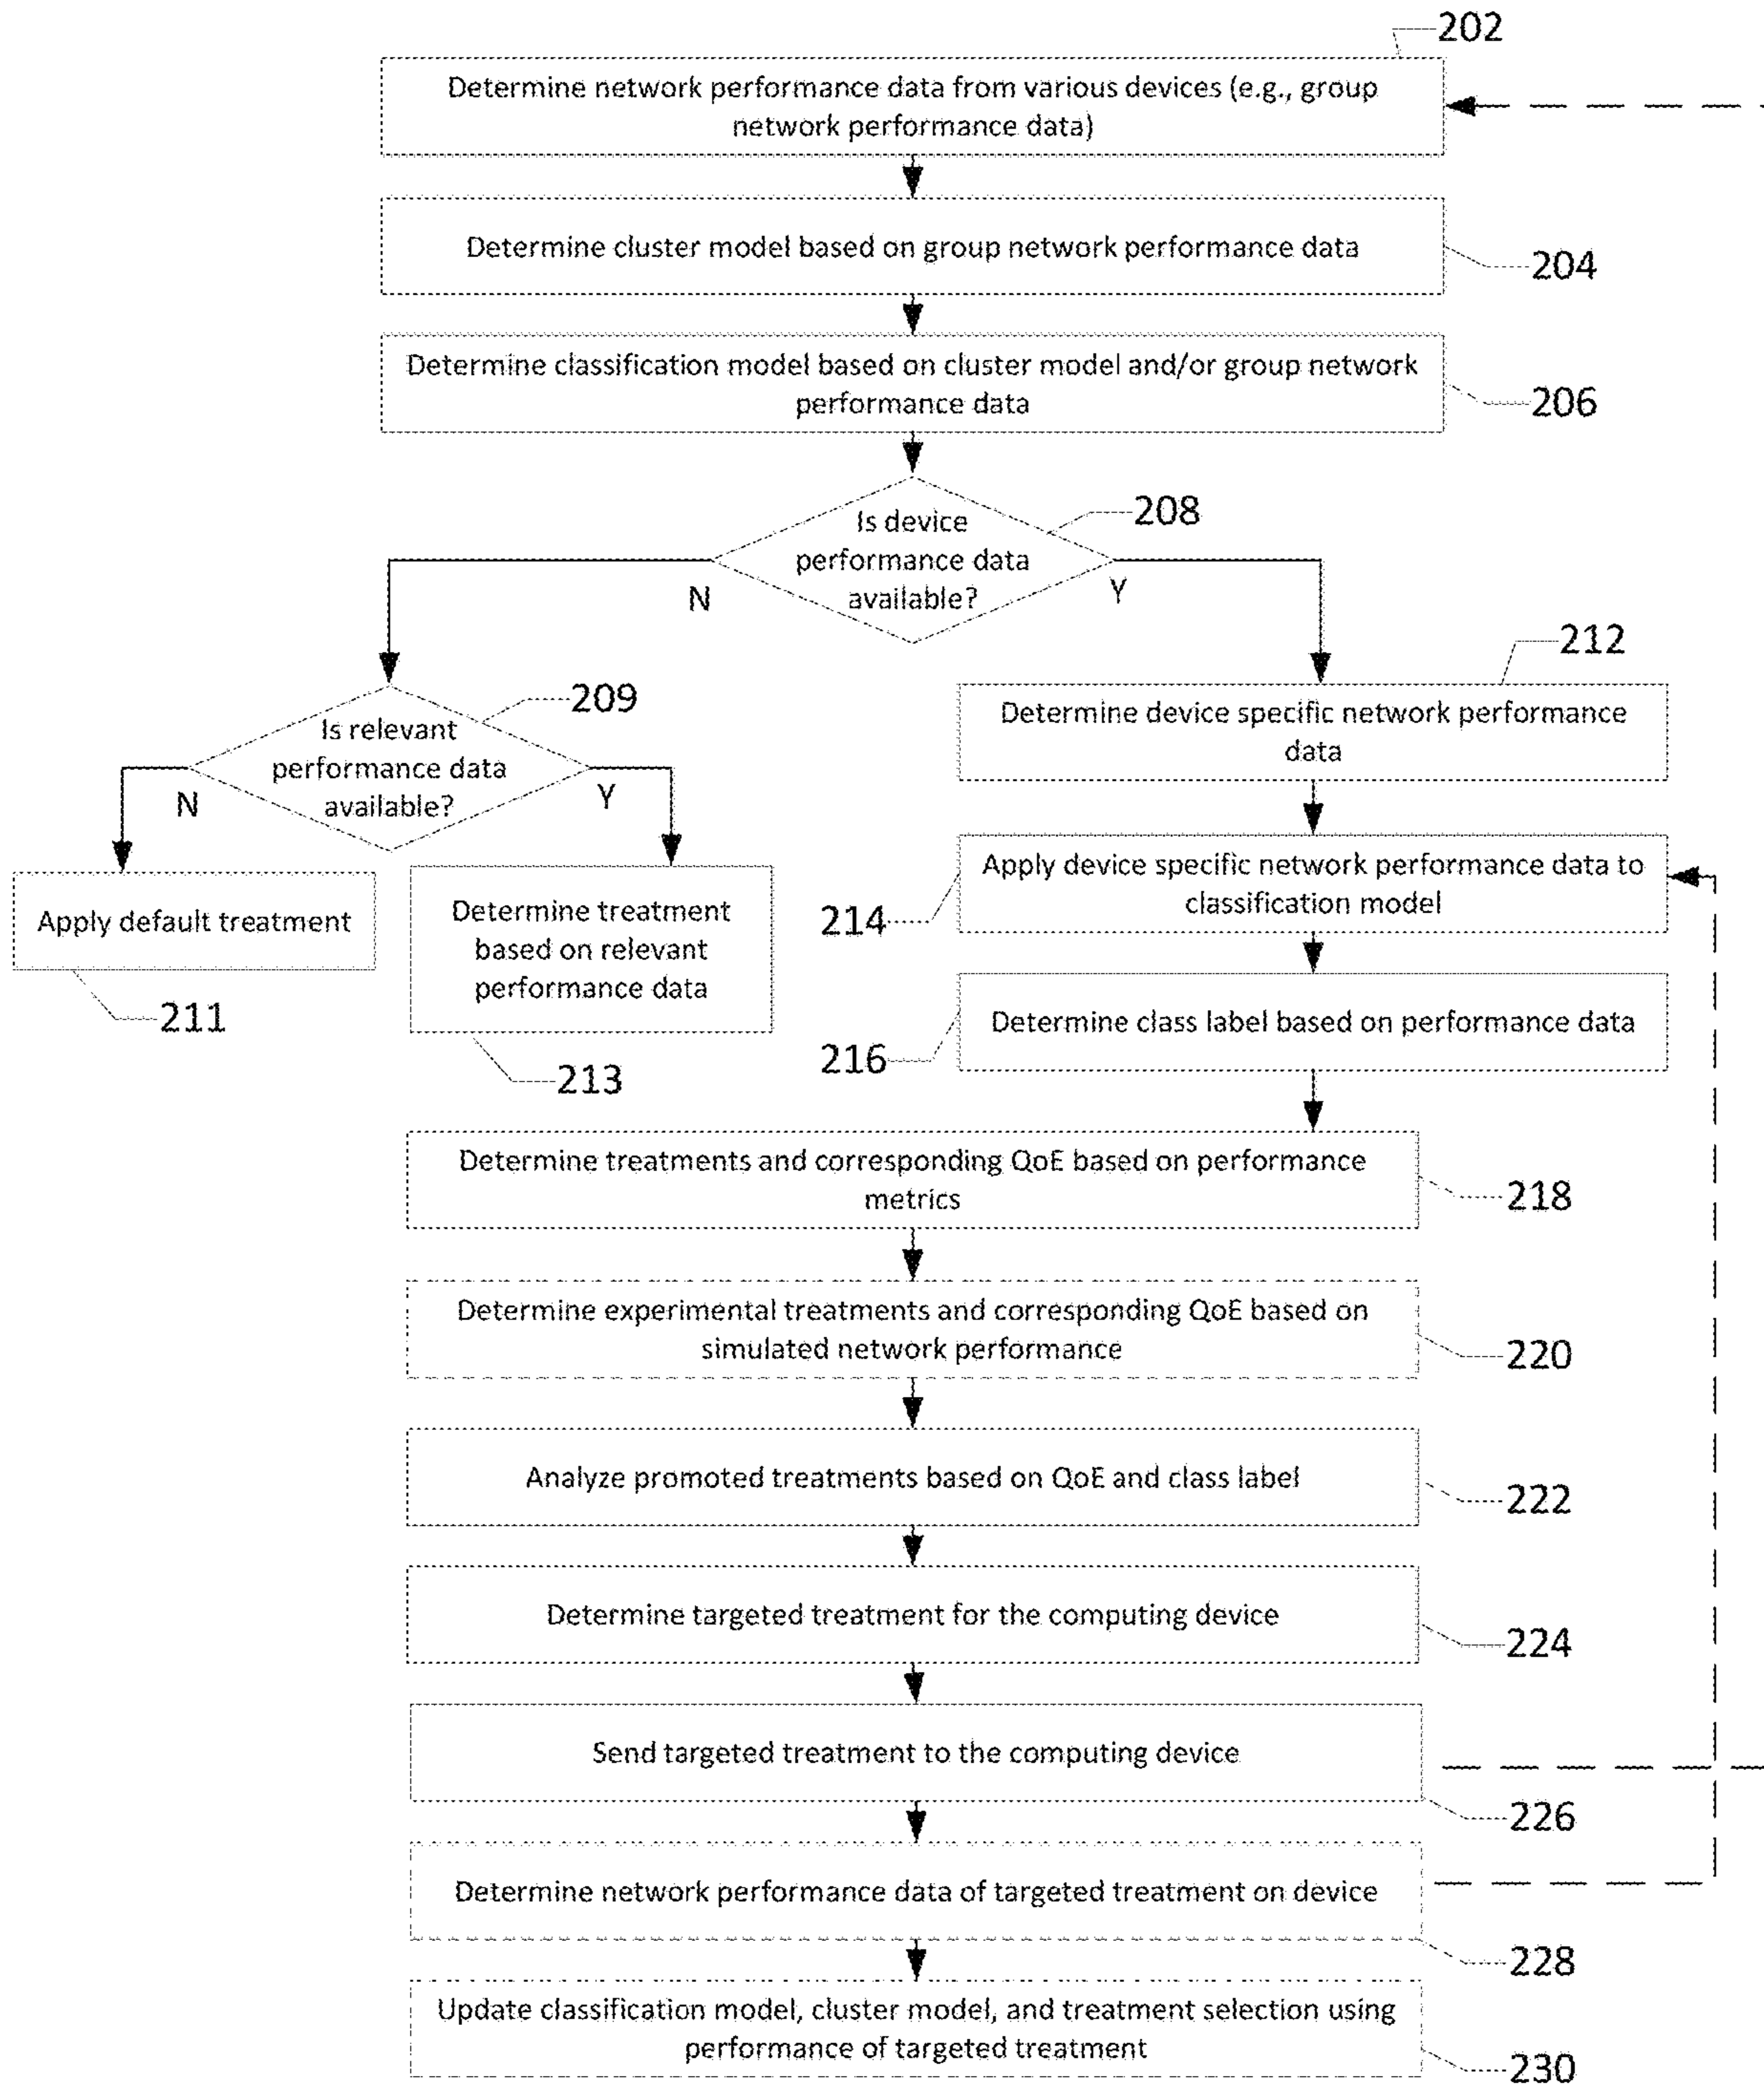 202
Determine network performance data from various devices (e.g., group
network performance data)
Determine cluster model based on group network performance data
204
Determine classification model based on cluster model and/or group network
performance data
206
Is device
performance data
available?
208
N
Y
212
Determine device specific network performance
data
209
Is relevant
performance data
available?
N
Y
Apply device specific network performance data to
classification model
214
Apply default treatment
211
Determine treatment
based on relevant
performance data
213
Determine class label based on performance data
216
Determine treatments and corresponding QoE based on performance
metrics
218
Determine experimental treatments and corresponding QoE based on
simulated network performance
220
Analyze promoted treatments based on QoE and class label
222
Determine targeted treatment for the computing device
224
Send targeted treatment to the computing device
226
Determine network performance data of targeted treatment on device
228
Update classification model, cluster model, and treatment selection using
performance of targeted treatment
230